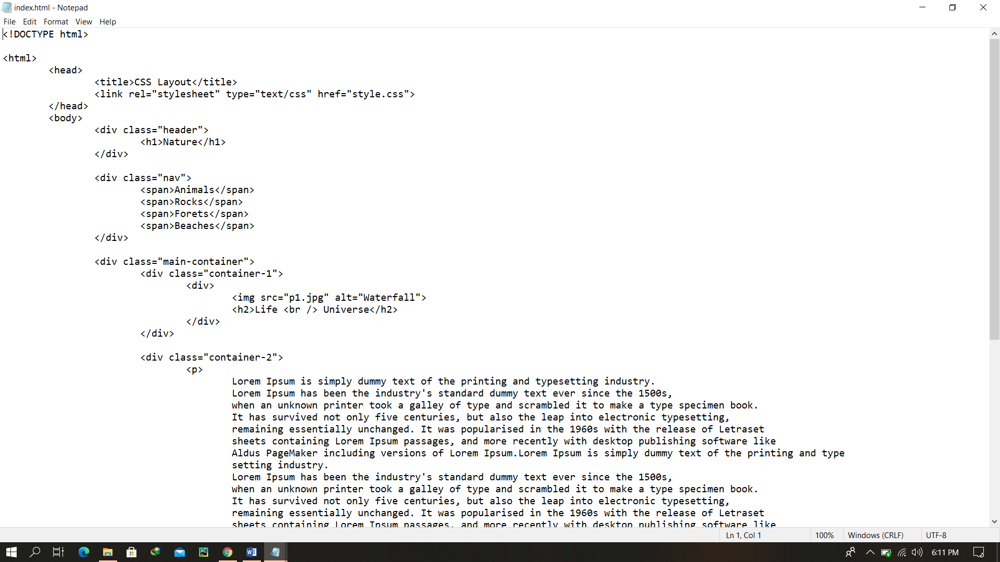 index.html - Notepad
File Edit Format View Help
<!DOCTYPE html>
<html>
<head>
<title>CSS Layout</title>
<link rel="stylesheet" type="text/css" href="style.css">
</head>
<body>
<div class="header">
<h1>Nature</h1>
</div>
<div class="nav">
<span>Animals</span>
<span>Rocks</span>
<span>Forets</span>
<span>Beaches</span>
</div>
<div class="main-container">
<div class="container-1">
<div>
<img src="p1.jpg" alt="Waterfall">
<h2>Life <br /> Universe</h2>
</div>
</div>
<div class="container-2">
<p>
Lorem Ipsum is simply dummy text of the printing and typesetting industry.
Lorem Ipsum has been the industry's standard dummy text ever since the 1500s,
when an unknown printer took a galley of type and scrambled it to make a type specimen book.
It has survived not only five centuries, but also the leap into electronic typesetting,
remaining essentially unchanged. It was popularised in the 1960s with the release of Letraset
sheets containing Lorem Ipsum passages, and more recently with desktop publishing software like
Aldus PageMaker including versions of Lorem Ipsum.Lorem Ipsum is simply dummy text of the printing and type
setting industry.
Lorem Ipsum has been the industry's standard dummy text ever since the 1500s,
when an unknown printer took a galley of type and scrambled it to make a type specimen book.
It has survived not only five centuries, but also the leap into electronic typesetting,
remaining essentially unchanged. It was popularised in the 1960s with the release of Letraset
sheets containing Lorem Ipsum passages, and more recently with desktop publishing software like
Ln 1, Col 1 100% Windows (CRLF) UTF-8
PC W 6:11 PM